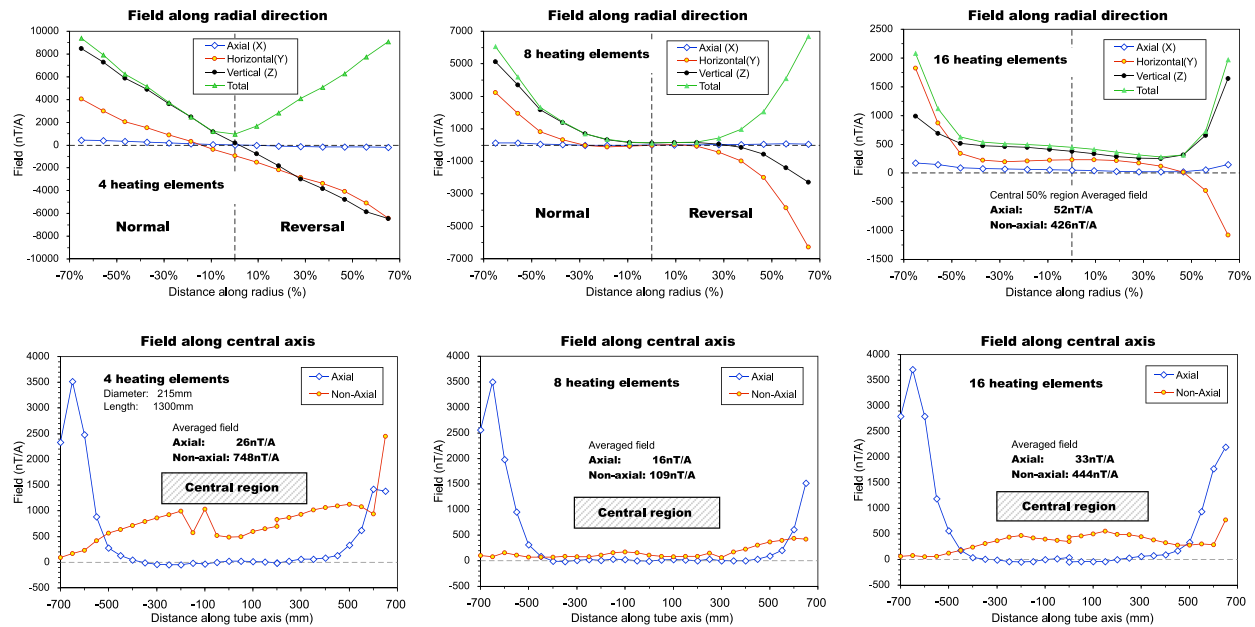 Field along radial direction
10000
8000
6000
4000
2000
0
-2000
-4000
-6000
-8000
-10000
Field (nT/A)
Axial (X)
Horizontal(Y)
Vertical (Z)
Total
4 heating elements
Normal
Reversal
-70%
-50%
-30%
-10%
10%
30%
50%
70%
Distance along radius (%)
Field along radial direction
7000
5000
3000
1000
-1000
-3000
-5000
-7000
Field (nT/A)
8 heating elements
Axial (X)
Horizontal(Y)
Vertical (Z)
Total
Normal
Reversal
-70%
-50%
-30%
-10%
10%
30%
50%
70%
Distance along radius (%)
Field along radial direction
2500
2000
1500
1000
500
0
-500
-1000
-1500
Field (nT/A)
16 heating elements
Axial (X)
Horizontal(Y)
Vertical (Z)
Total
Central 50% region Averaged field
Axial: 52nT/A
Non-axial: 426nT/A
-70%
-50%
-30%
-10%
10%
30%
50%
70%
Distance along radius (%)
Field along central axis
4000
3500
3000
2500
2000
1500
1000
500
0
-500
Field (nT/A)
4 heating elements
Diameter: 215mm
Length: 1300mm
Axial
Non-Axial
Averaged field
Axial: 26nT/A
Non-axial: 748nT/A
Central region
-700
-500
-300
-100
100
300
500
700
Distance along tube axis (mm)
Field along central axis
4000
3500
3000
2500
2000
1500
1000
500
0
-500
Field (nT/A)
8 heating elements
Axial
Non-Axial
Averaged field
Axial: 16nT/A
Non-axial: 109nT/A
Central region
-700
-500
-300
-100
100
300
500
700
Distance along tube axis (mm)
Field along central axis
4000
3500
3000
2500
2000
1500
1000
500
0
-500
Field (nT/A)
16 heating elements
Axial
Non-Axial
Averaged field
Axial: 33nT/A
Non-axial: 444nT/A
Central region
-700
-500
-300
-100
100
300
500
700
Distance along tube axis (mm)